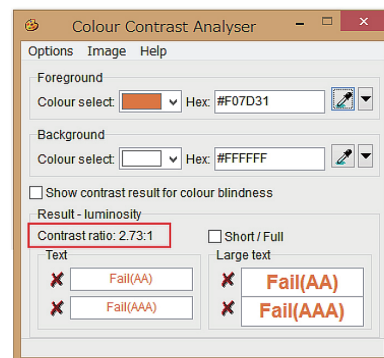 Colour Contrast Analyser
Options Image Help
Foreground
Colour select: Hex: #F07D31
Background
Colour select: Hex: #FFFFFF
Show contrast result for colour blindness
Result - luminosity
Contrast ratio: 2.73:1 Short / Full
Text Large text
Fail(AA) Fail(AA)
Fail(AAA) Fail(AAA)